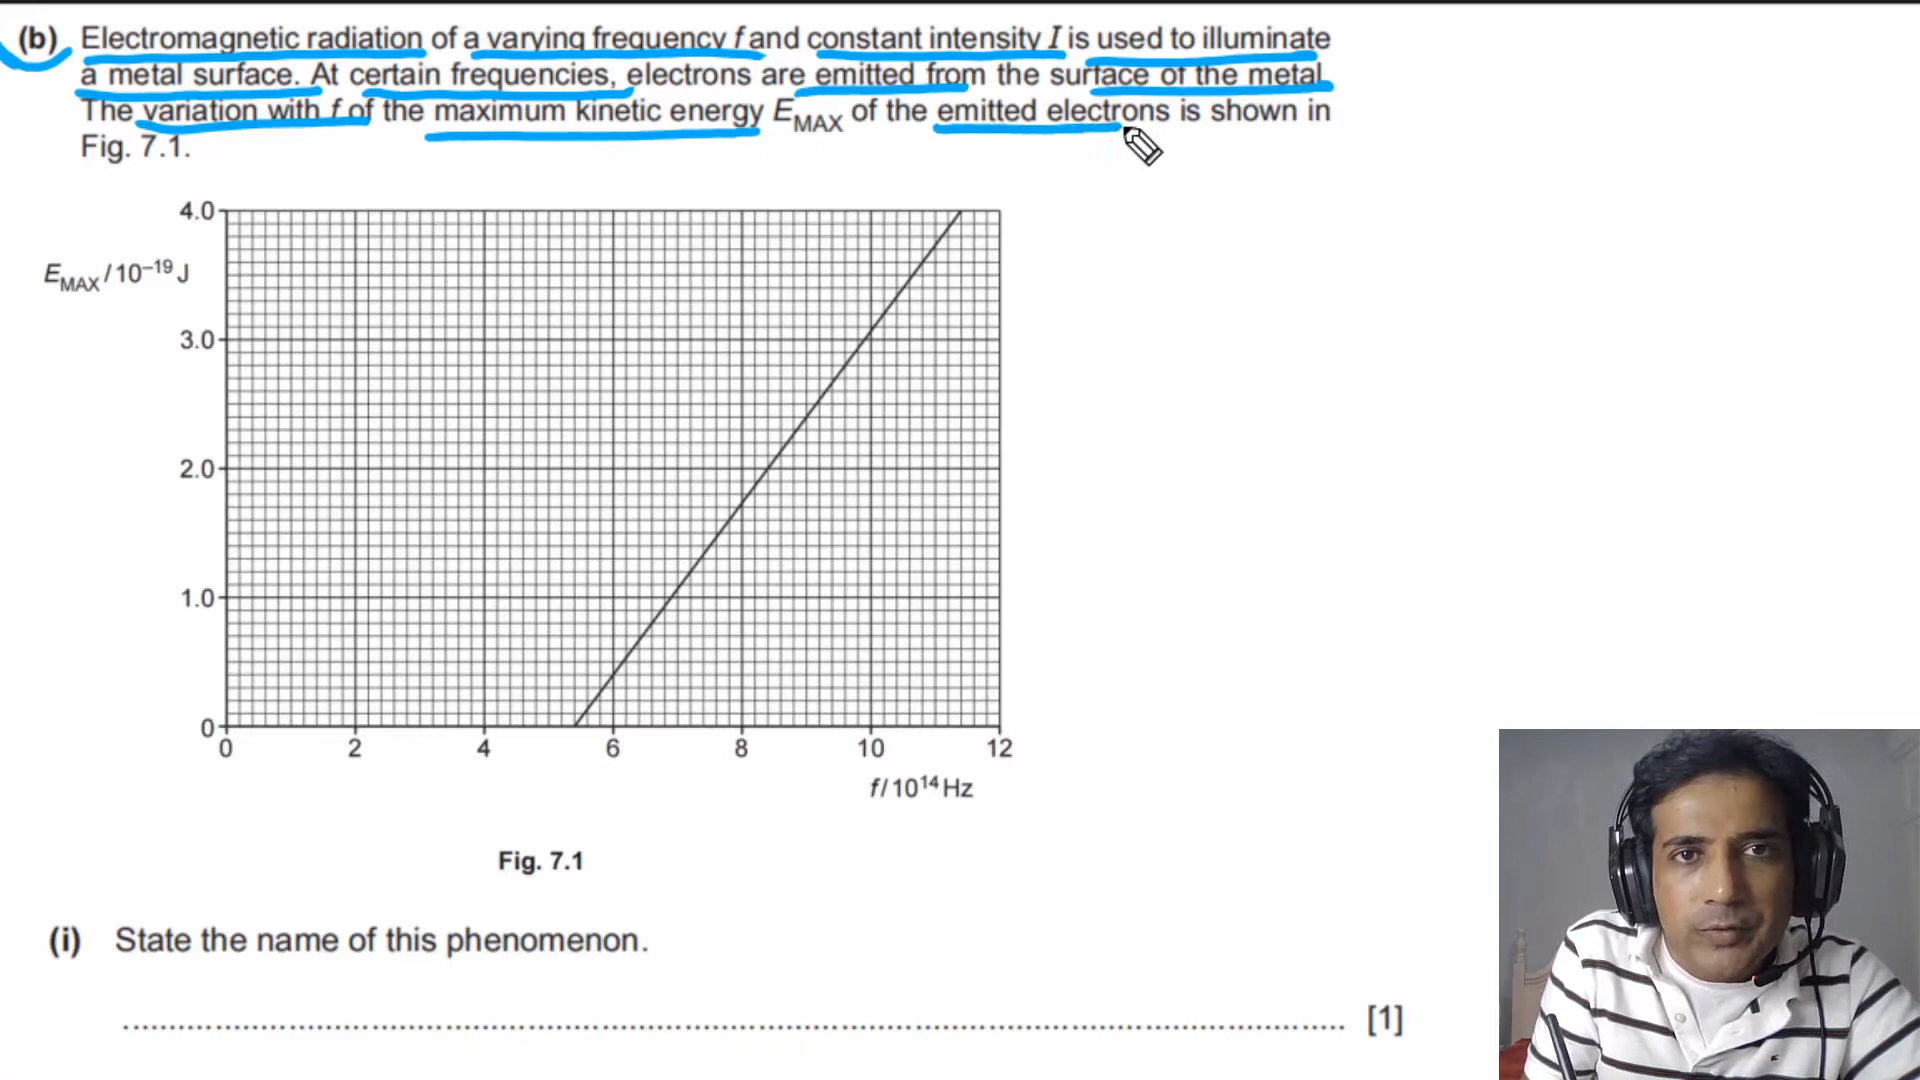 (b) Electromagnetic radiation of a varying frequency f and constant intensity I is used to illuminate
a metal surface. At certain frequencies, electrons are emitted from the surface of the metal.
The variation with f of the maximum kinetic energy E_MAX of the emitted electrons is shown in
Fig. 7.1.
4.0
E_MAX / 10⁻¹⁹ J
3.0
2.0
1.0
0
0 2 4 6 8 10 12
f / 10¹⁴ Hz
Fig. 7.1
(i) State the name of this phenomenon.
[1]